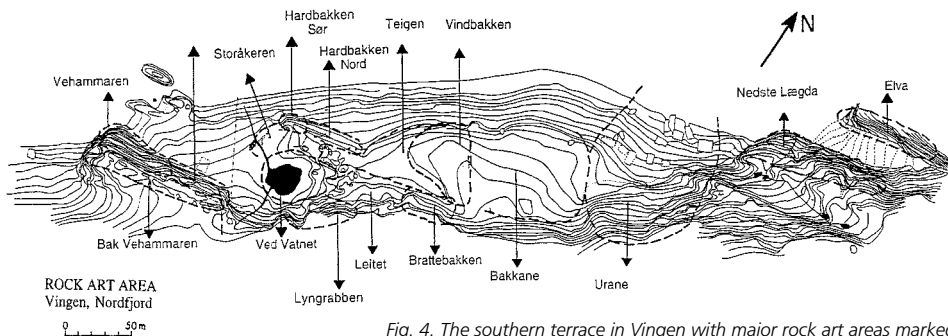 Hardbakken
Sør
Teigen
Vindbakken
N
Storåkeren
Hardbakken
Nord
Vehammaren
Nedste Lægda
Elva
Bak Vehammaren
Ved Vatnet
Leitet
Brattebakken
Bakkane
Urane
Lyngrabben
ROCK ART AREA
Vingen, Nordfjord
0 50m
Fig. 4. The southern terrace in Vingen with major rock art areas marked